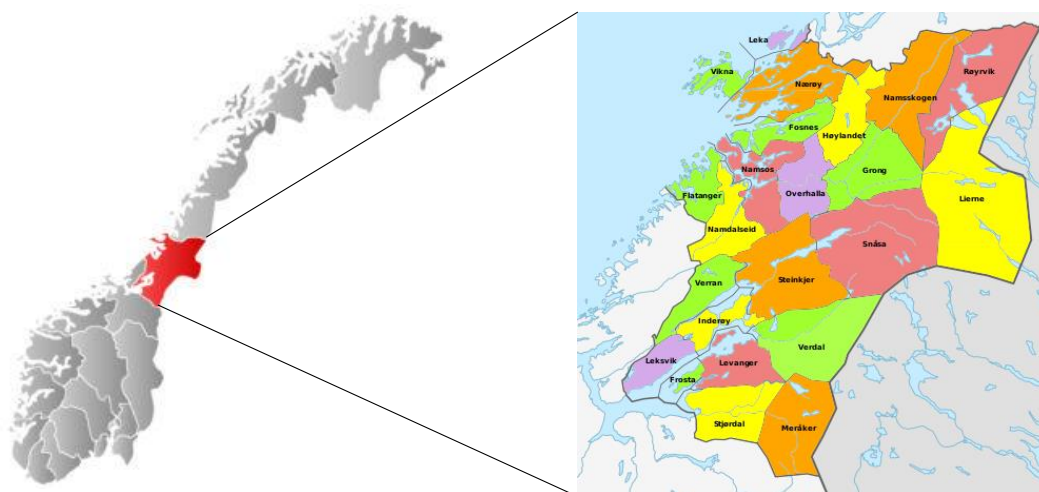 Leka
Vikna
Nærøy
Røyrvik
Namsskogen
Fosnes
Høylandet
Namsos
Grong
Overhalla
Flatanger
Lierne
Namdalseid
Snåsa
Steinkjer
Verran
Inderøy
Verdal
Leksvik
Levanger
Frosta
Stjørdal
Meråker